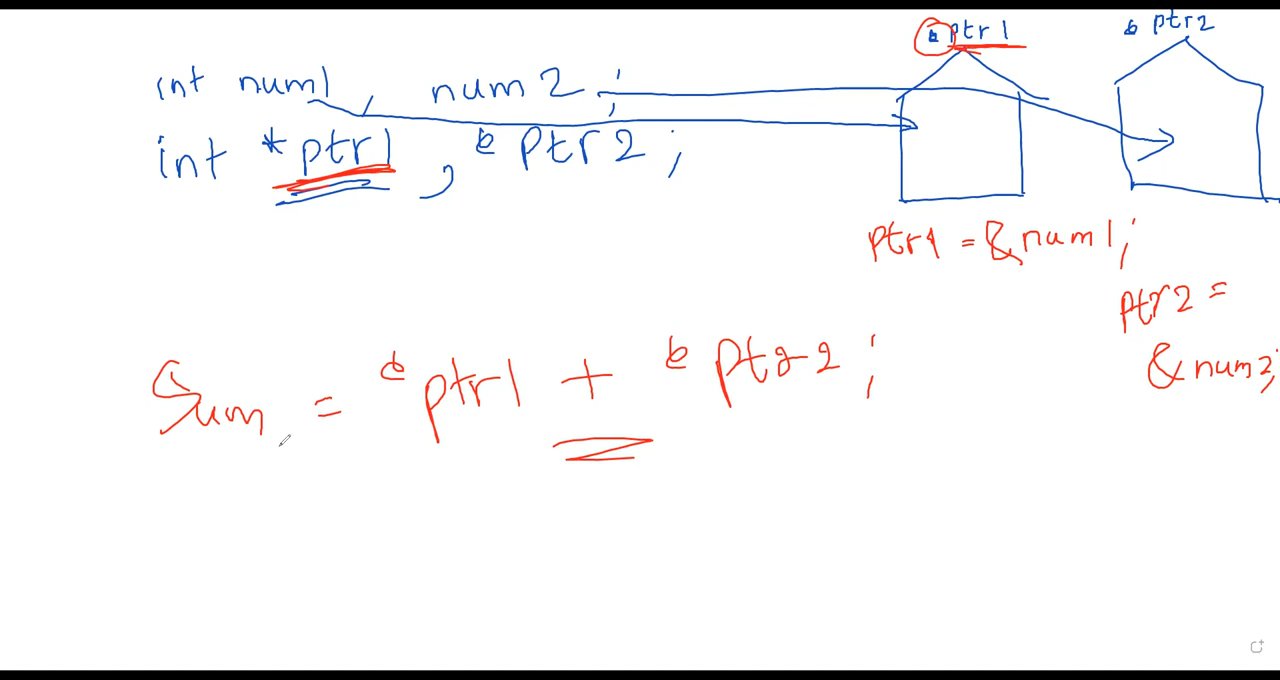 *ptr1 *ptr2
int num1, num2;
int *ptr1, *ptr2;
ptr1 = &num1;
ptr2 =
&num2;
Sum = *ptr1 + *ptr2;